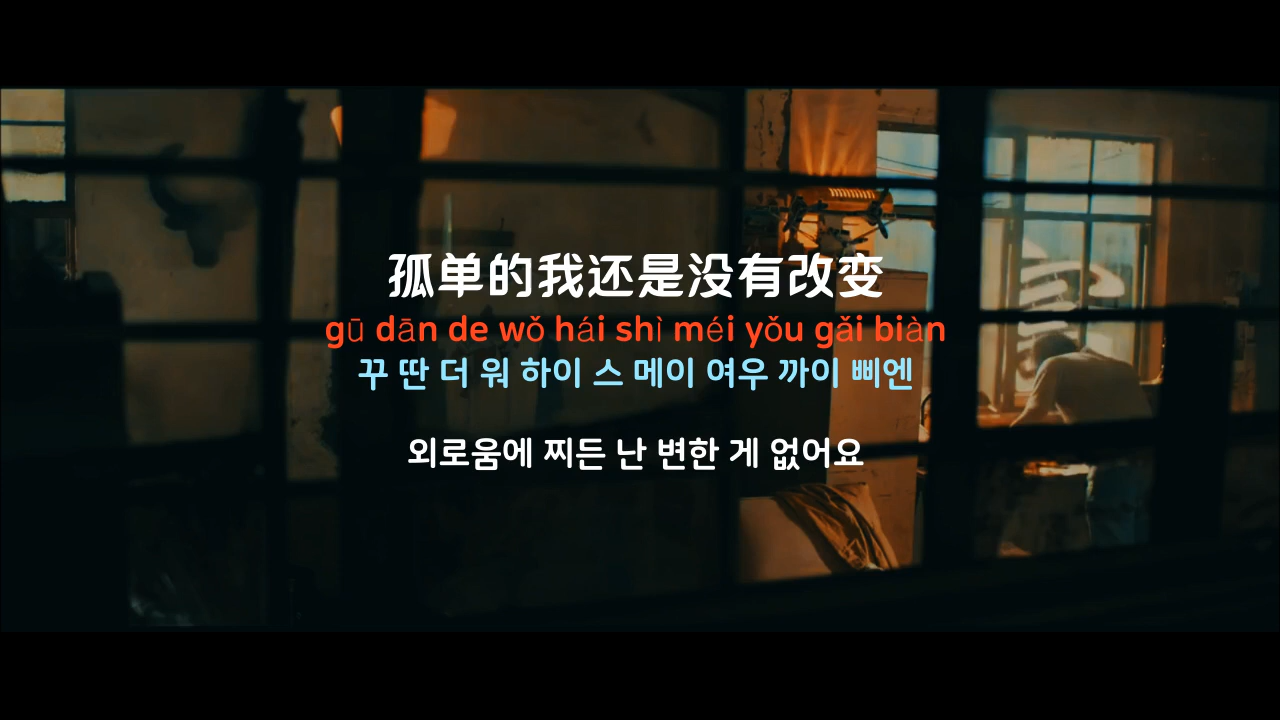 孤单的我还是没有改变
gū dān de wǒ hái shì méi yǒu gǎi biàn
꾸 딴 더 워 하이 스 메이 여우 까이 삐엔
외로움에 찌든 난 변한 게 없어요